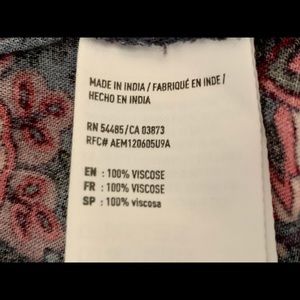 MADE IN INDIA / FABRIQUÉ EN INDE /
HECHO EN INDIA
RN 54485/CA 03873
RFC# AEM120605U9A
EN : 100% VISCOSE
FR : 100% VISCOSE
SP : 100% viscosa